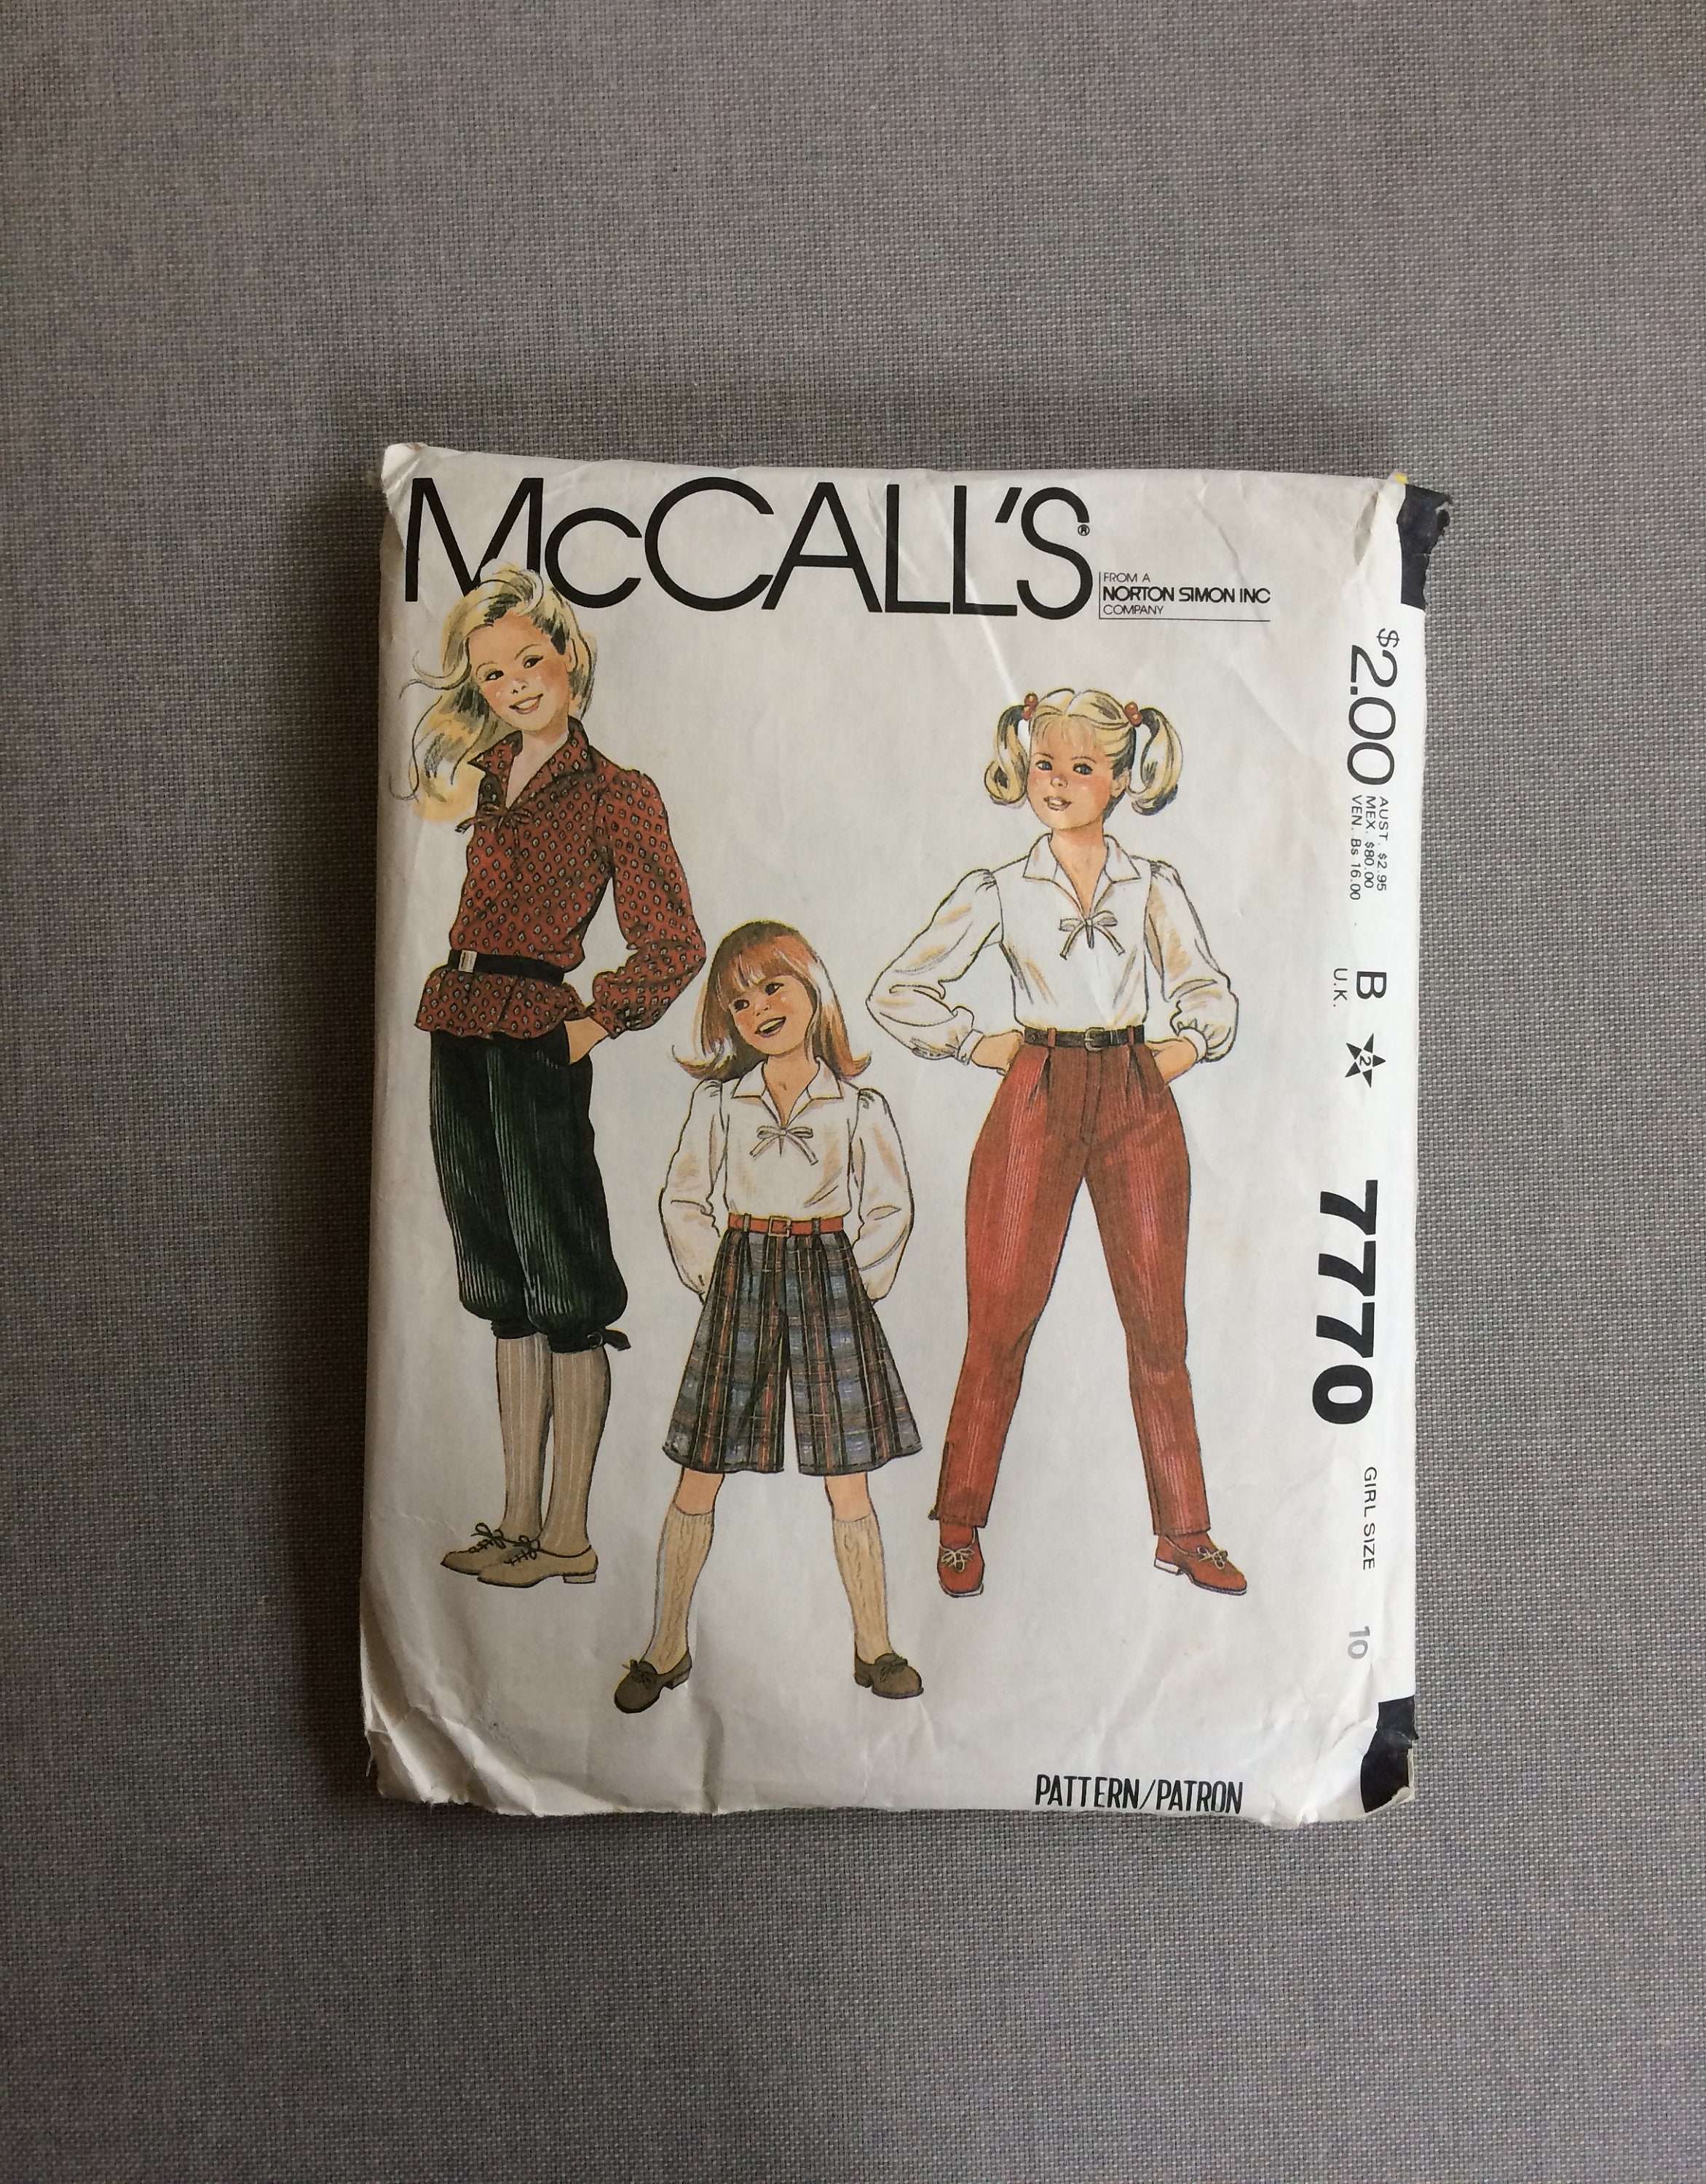 McCALL'S®
FROM A
NORTON SIMON INC
COMPANY
$2.00
AUST. $2.95
MEX. $80.00
VEN. Bs 16.00
B
U.K.
2
7770
GIRL SIZE
10
PATTERN/PATRON